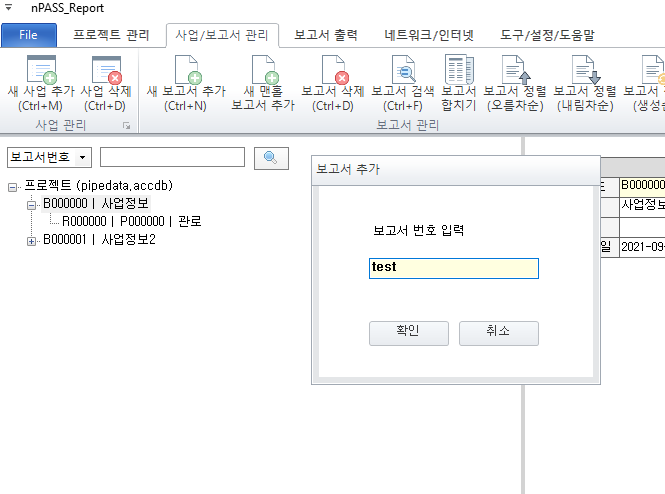 nPASS_Report
File 프로젝트 관리 사업/보고서 관리 보고서 출력 네트워크/인터넷 도구/설정/도움말
새 사업 추가 (Ctrl+M)
사업 삭제 (Ctrl+D)
새 보고서 추가 (Ctrl+N)
새 맨홀 보고서 추가
보고서 삭제 (Ctrl+D)
보고서 검색 (Ctrl+F)
보고서 합치기
보고서 정렬 (오름차순)
보고서 정렬 (내림차순)
보고서
(생성순
사업 관리 보고서 관리
보고서번호
프로젝트 (pipedata,accdb)
B000000 | 사업정보
R000000 | P000000 | 관로
B000001 | 사업정보2
보고서 추가
보고서 번호 입력
test
확인 취소
B000000
사업정보
일 2021-09-